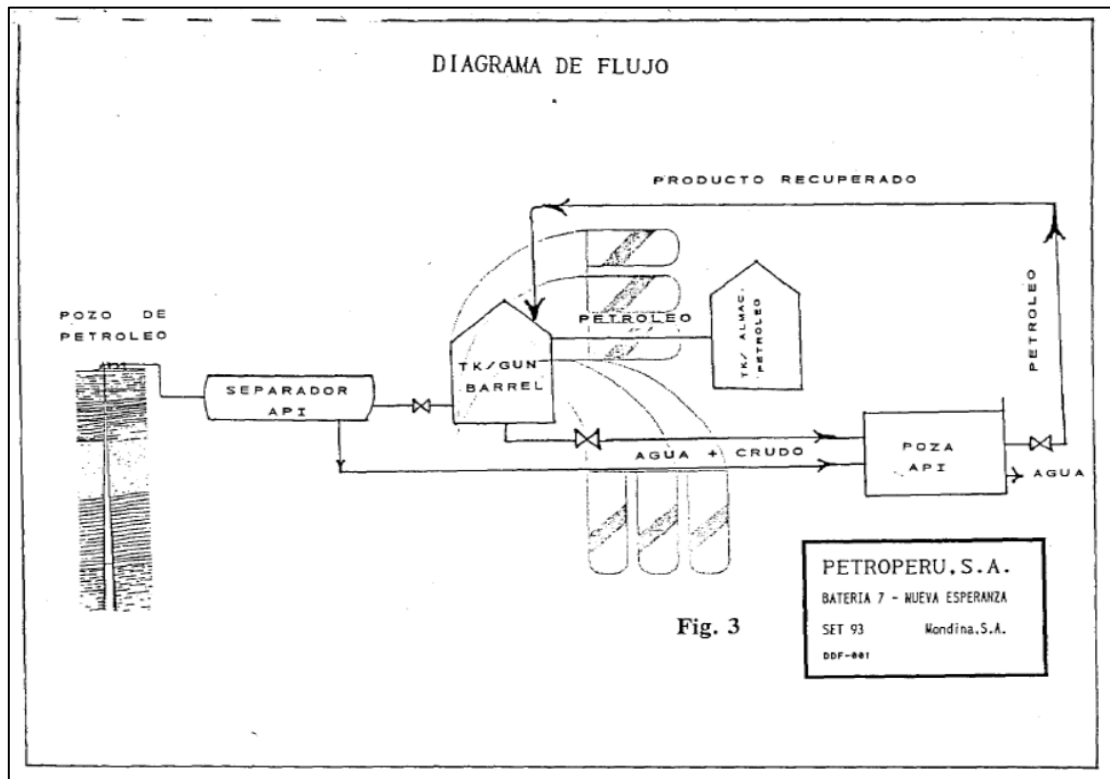 DIAGRAMA DE FLUJO
PRODUCTO RECUPERADO
POZO DE
PETROLEO
SEPARADOR
API
TK/GUN
BARREL
PETROLEO
TK/ ALMAC.
PETROLEO
PETROLEO
AGUA + CRUDO
POZA
API
AGUA
Fig. 3
PETROPERU,S.A.
BATERIA 7 - NUEVA ESPERANZA
SET 93 Mondina,S.A.
DDF-001